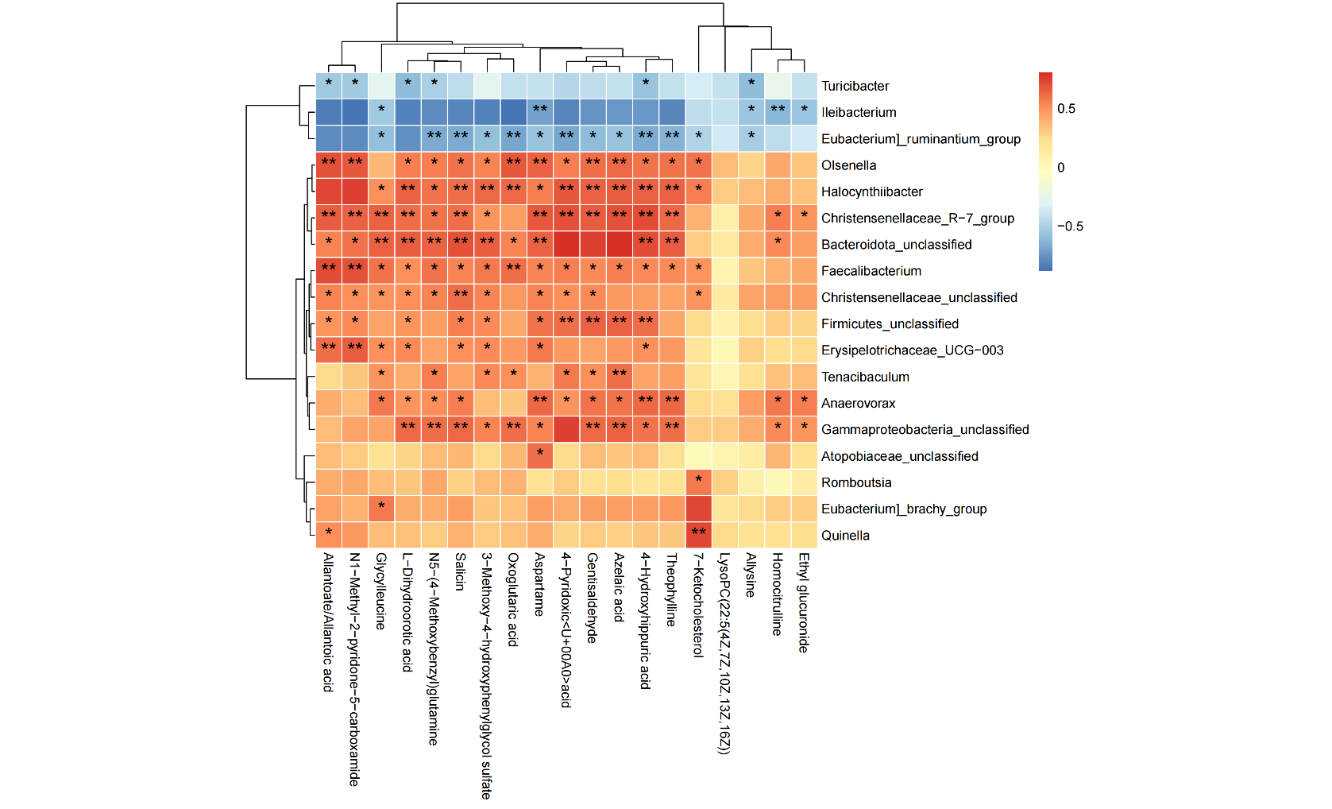 * * * * * * Turicibacter
* ** * ** * Ileibacterium
* ** ** * ** * ** * * ** ** * * Eubacterium]_ruminantium_group
** ** * * * * ** ** * ** ** * * * Olsenella
* ** * ** ** ** * ** ** ** ** ** * Halocynthiibacter
** ** ** ** * ** * ** ** ** ** ** ** * * Christensenellaceae_R−7_group
* * ** ** ** ** ** * ** ** ** * Bacteroidota_unclassified
** ** * * * * * ** * * * * * * * Faecalibacterium
* * * * * ** * * * * * Christensenellaceae_unclassified
* * * * * * ** ** ** ** Firmicutes_unclassified
** ** * * * * * * Erysipelotrichaceae_UCG−003
* * * * * * ** Tenacibaculum
* * * * ** * * * ** ** * * Anaerovorax
** ** ** * ** * ** ** * ** * * Gammaproteobacteria_unclassified
* Atopobiaceae_unclassified
* Romboutsia
* Eubacterium]_brachy_group
* ** Quinella
0.5
0
−0.5
Allantoate/Allantoic acid
N1−Methyl−2−pyridone−5−carboxamide
Glycylleucine
L−Dihydroorotic acid
N5−(4−Methoxybenzyl)glutamine
Salicin
3−Methoxy−4−hydroxyphenylglycol sulfate
Oxoglutaric acid
Aspartame
4−Pyridoxic<U+00A0>acid
Gentisaldehyde
Azelaic acid
4−Hydroxyhippuric acid
Theophylline
7−Ketocholesterol
LysoPC(22:5(4Z,7Z,10Z,13Z,16Z))
Allysine
Homocitrulline
Ethyl glucuronide